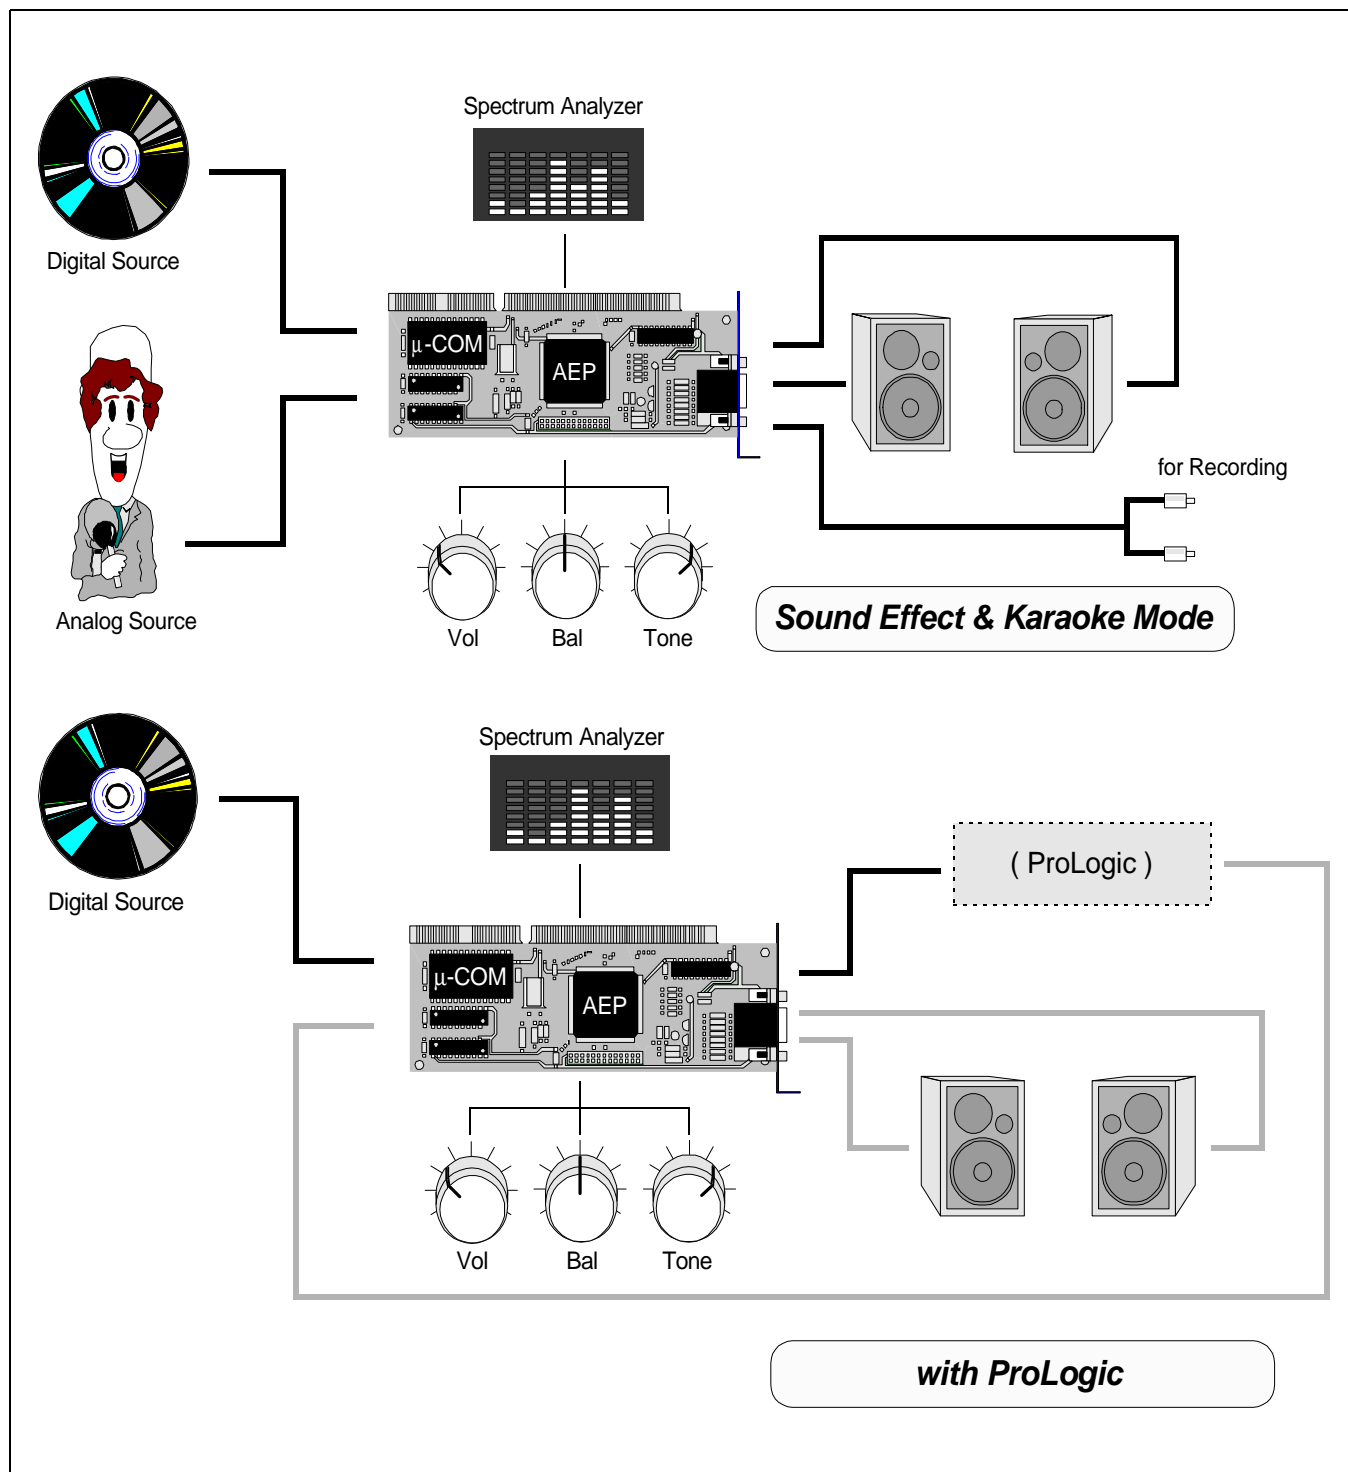 Spectrum Analyzer
Digital Source
μ-COM
AEP
for Recording
Analog Source
Vol
Bal
Tone
Sound Effect & Karaoke Mode
Spectrum Analyzer
( ProLogic )
Digital Source
μ-COM
AEP
Vol
Bal
Tone
with ProLogic